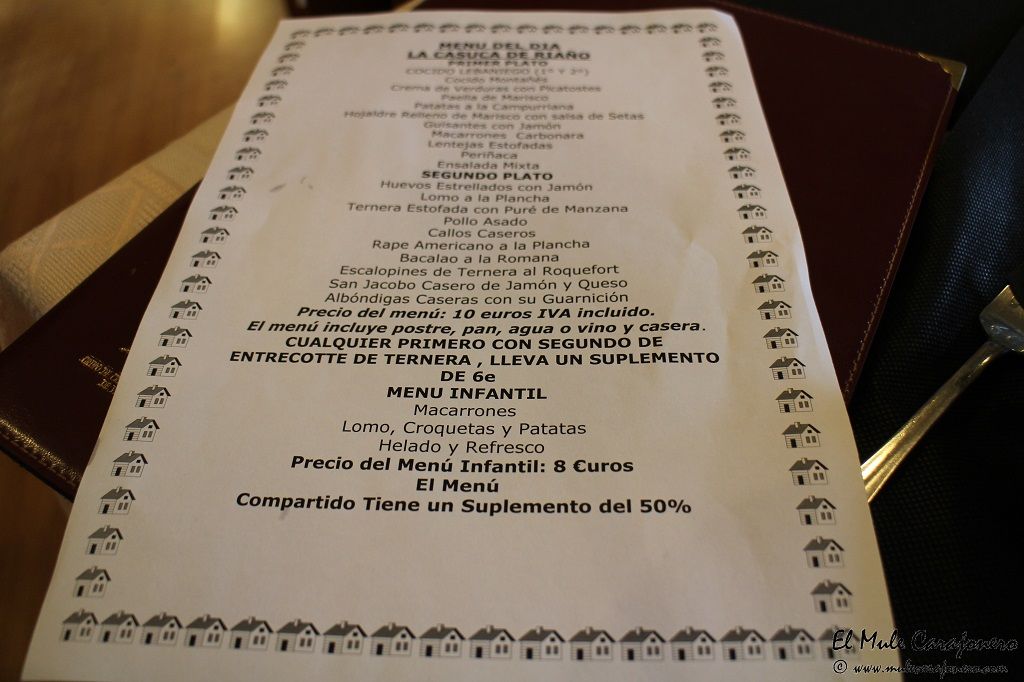 MENU DEL DIA
LA CASUCA DE RIAÑO
PRIMER PLATO
COCIDO LEBANIEGO (1º Y 2º)
Cocido Montañés
Crema de Verduras con Picatostes
Paella de Marisco
Patatas a la Campurriana
Hojaldre Relleno de Marisco con salsa de Setas
Guisantes con Jamón
Macarrones Carbonara
Lentejas Estofadas
Periñaca
Ensalada Mixta
SEGUNDO PLATO
Huevos Estrellados con Jamón
Lomo a la Plancha
Ternera Estofada con Puré de Manzana
Pollo Asado
Callos Caseros
Rape Americano a la Plancha
Bacalao a la Romana
Escalopines de Ternera al Roquefort
San Jacobo Casero de Jamón y Queso
Albóndigas Caseras con su Guarnición
Precio del menú: 10 euros IVA incluido.
El menú incluye postre, pan, agua o vino y casera.
CUALQUIER PRIMERO CON SEGUNDO DE
ENTRECOTTE DE TERNERA , LLEVA UN SUPLEMENTO
DE 6e
MENU INFANTIL
Macarrones
Lomo, Croquetas y Patatas
Helado y Refresco
Precio del Menú Infantil: 8 €uros
El Menú
Compartido Tiene un Suplemento del 50%
El Mule Carajonero
© www.mulecarajonero.com